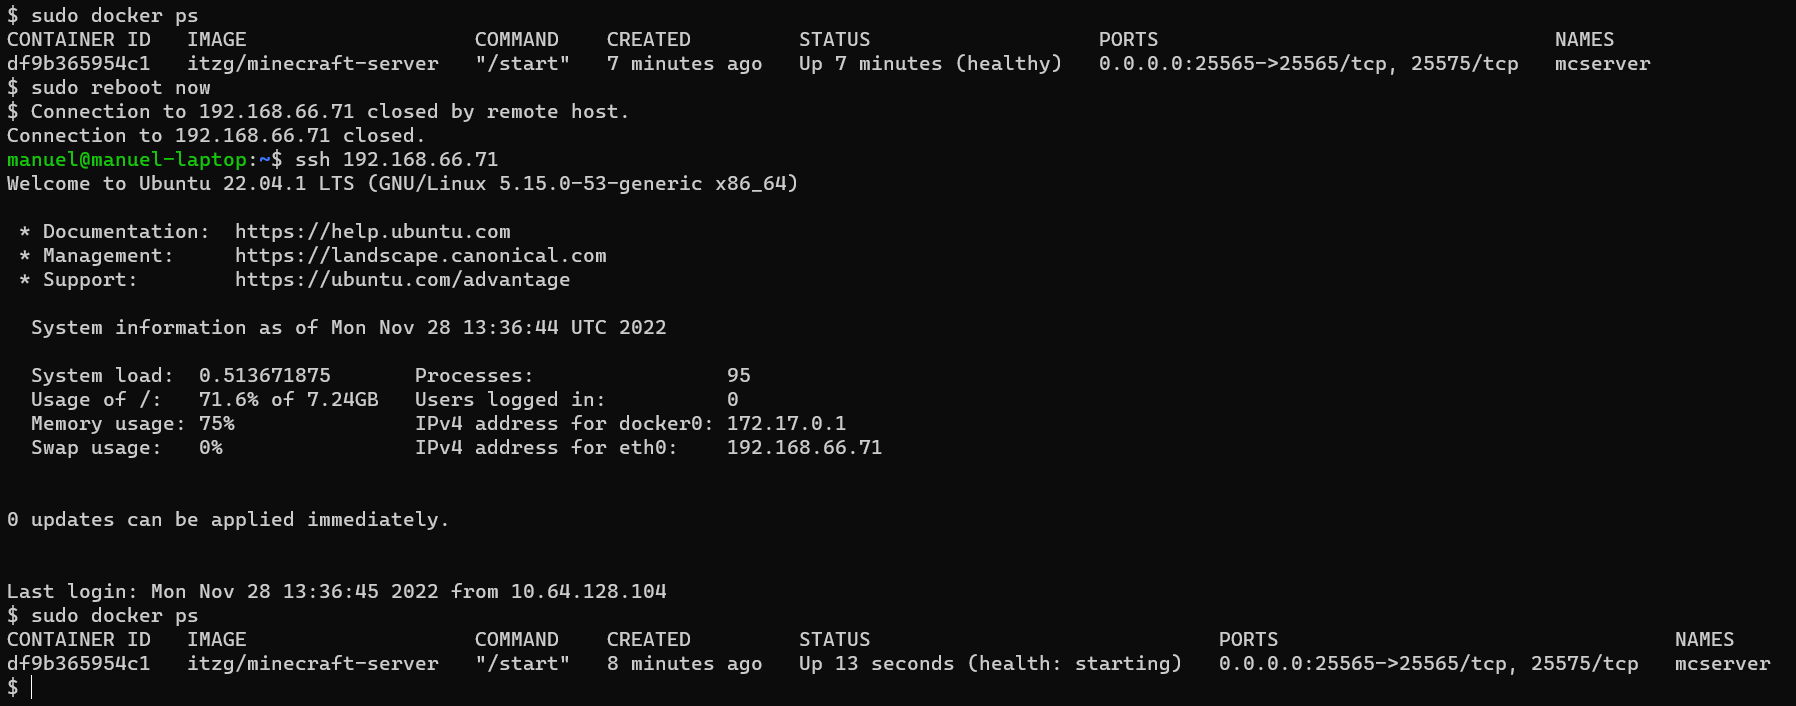 $ sudo docker ps
CONTAINER ID   IMAGE                   COMMAND    CREATED         STATUS                   PORTS                                 NAMES
df9b365954c1   itzg/minecraft-server   "/start"   7 minutes ago   Up 7 minutes (healthy)   0.0.0.0:25565->25565/tcp, 25575/tcp   mcserver
$ sudo reboot now
$ Connection to 192.168.66.71 closed by remote host.
Connection to 192.168.66.71 closed.
manuel@manuel-laptop:~$ ssh 192.168.66.71
Welcome to Ubuntu 22.04.1 LTS (GNU/Linux 5.15.0-53-generic x86_64)

 * Documentation:  https://help.ubuntu.com
 * Management:     https://landscape.canonical.com
 * Support:        https://ubuntu.com/advantage

  System information as of Mon Nov 28 13:36:44 UTC 2022

  System load:  0.513671875       Processes:                95
  Usage of /:   71.6% of 7.24GB   Users logged in:          0
  Memory usage: 75%               IPv4 address for docker0: 172.17.0.1
  Swap usage:   0%                IPv4 address for eth0:    192.168.66.71


0 updates can be applied immediately.


Last login: Mon Nov 28 13:36:45 2022 from 10.64.128.104
$ sudo docker ps
CONTAINER ID   IMAGE                   COMMAND    CREATED         STATUS                             PORTS                                 NAMES
df9b365954c1   itzg/minecraft-server   "/start"   8 minutes ago   Up 13 seconds (health: starting)   0.0.0.0:25565->25565/tcp, 25575/tcp   mcserver
$